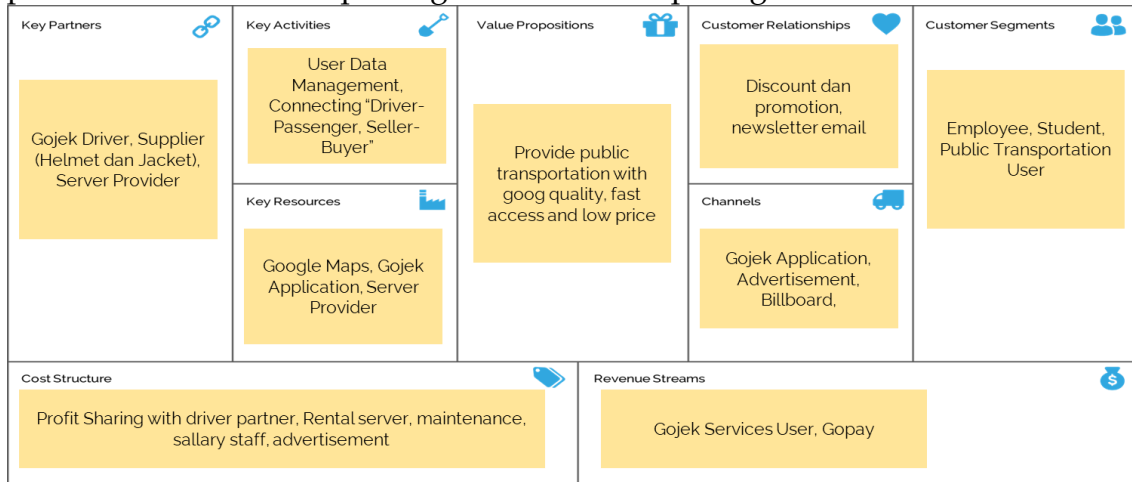 Key Partners
Gojek Driver, Supplier
(Helmet dan Jacket),
Server Provider
Key Activities
User Data
Management,
Connecting “Driver-
Passenger, Seller-
Buyer”
Key Resources
Google Maps, Gojek
Application, Server
Provider
Value Propositions
Provide public
transportation with
goog quality, fast
access and low price
Customer Relationships
Discount dan
promotion,
newsletter email
Channels
Gojek Application,
Advertisement,
Billboard,
Customer Segments
Employee, Student,
Public Transportation
User
Cost Structure
Profit Sharing with driver partner, Rental server, maintenance,
sallary staff, advertisement
Revenue Streams
$
Gojek Services User, Gopay